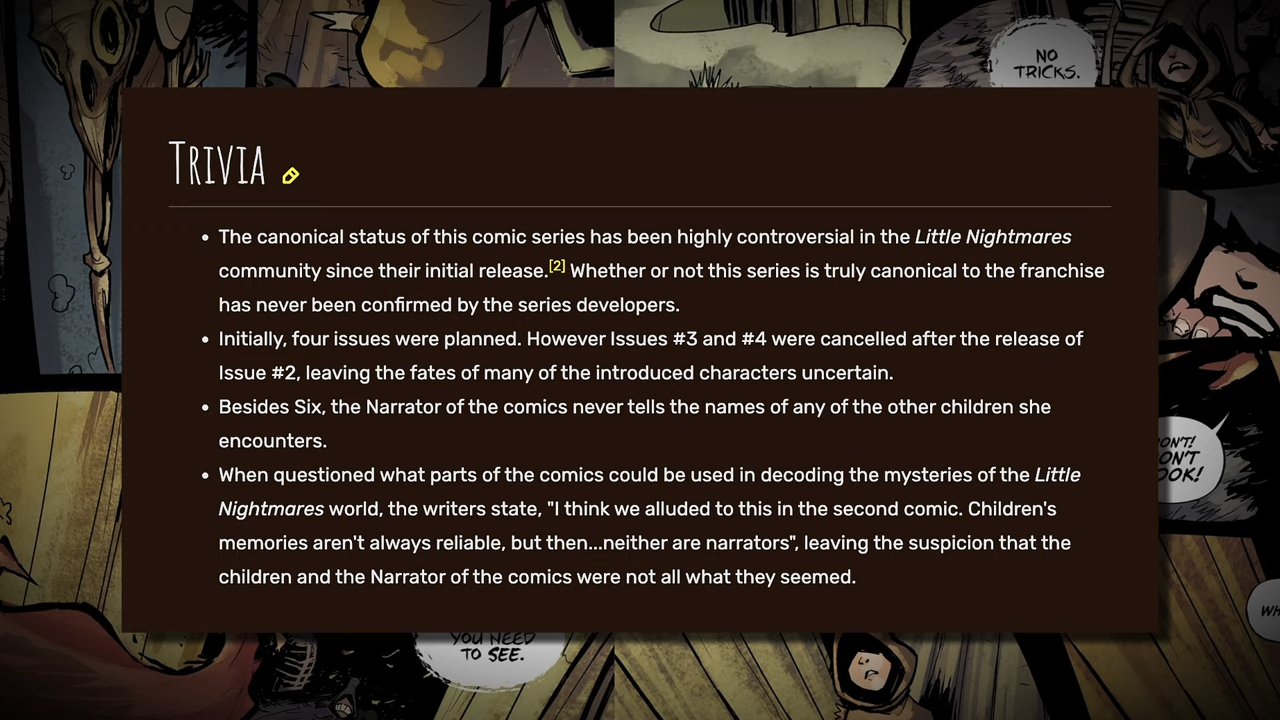 NO
TRICKS.
TRIVIA
• The canonical status of this comic series has been highly controversial in the Little Nightmares
community since their initial release.[2] Whether or not this series is truly canonical to the franchise
has never been confirmed by the series developers.
• Initially, four issues were planned. However Issues #3 and #4 were cancelled after the release of
Issue #2, leaving the fates of many of the introduced characters uncertain.
• Besides Six, the Narrator of the comics never tells the names of any of the other children she
encounters.
• When questioned what parts of the comics could be used in decoding the mysteries of the Little
Nightmares world, the writers state, "I think we alluded to this in the second comic. Children's
memories aren't always reliable, but then...neither are narrators", leaving the suspicion that the
children and the Narrator of the comics were not all what they seemed.
YOU NEED
TO SEE.